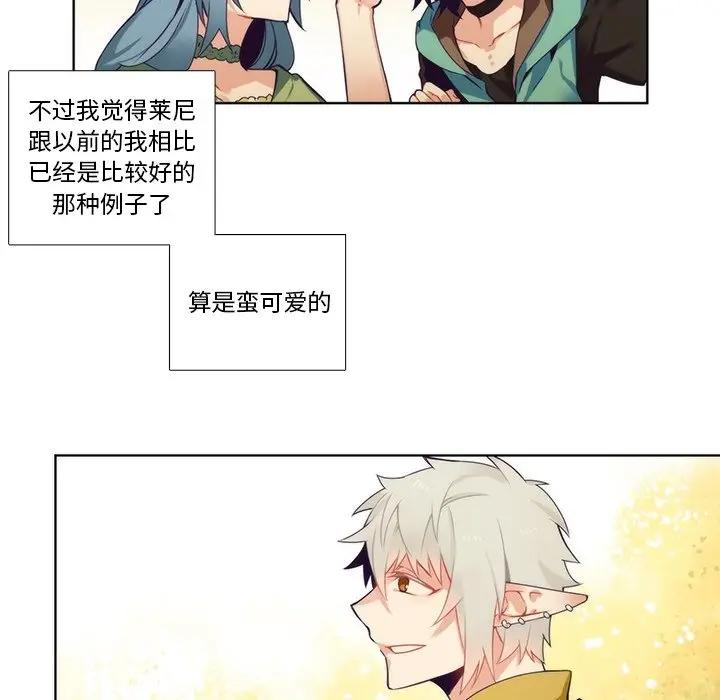 不过我觉得莱尼
跟以前的我相比
已经是比较好的
那种例子了
算是蛮可爱的